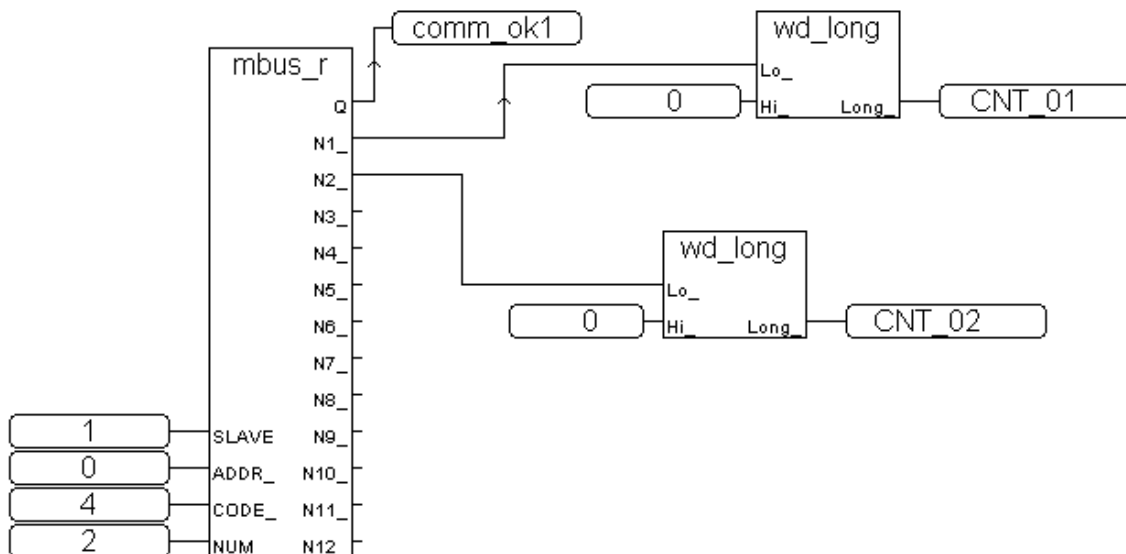 comm_ok1
wd_long
mbus_r
Lo_
Q
0
Hi_
Long_
CNT_01
N1_
N2_
N3_
wd_long
N4_
N5_
Lo_
N6_
0
Hi_
Long_
CNT_02
N7_
N8_
1
SLAVE
N9_
0
ADDR_
N10_
4
CODE_
N11_
2
NUM
N12